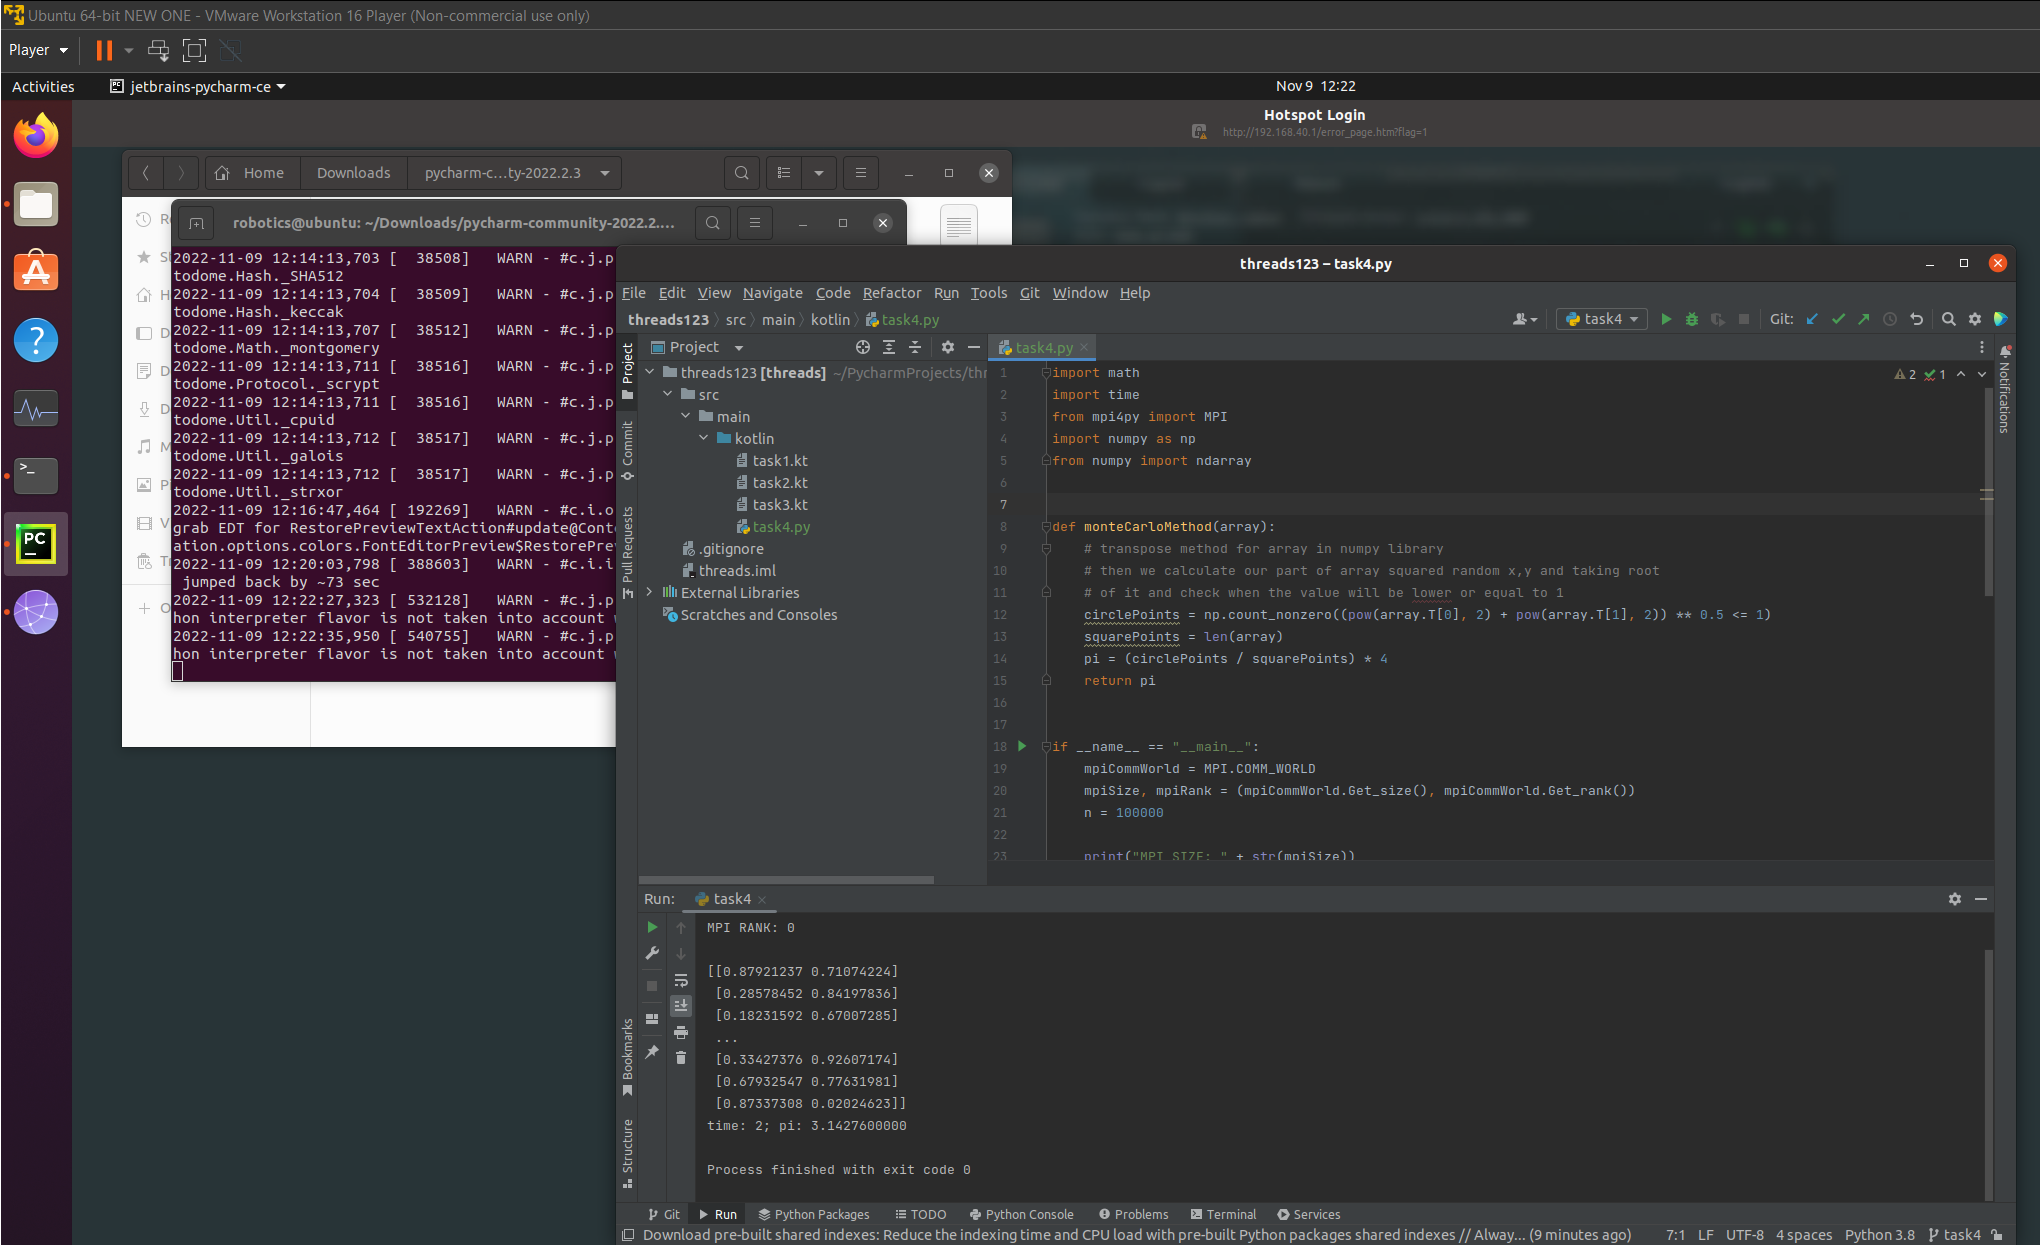 Ubuntu 64-bit NEW ONE - VMware Workstation 16 Player (Non-commercial use only)
Player
Activities
jetbrains-pycharm-ce
Nov 9 12:22
Hotspot Login
http://192.168.40.1/error_page.htm?flag=1
Home
Downloads
pycharm-c…ty-2022.2.3
robotics@ubuntu: ~/Downloads/pycharm-community-2022.2....
2022-11-09 12:14:13,703 [  38508]   WARN - #c.j.p
todome.Hash._SHA512
2022-11-09 12:14:13,704 [  38509]   WARN - #c.j.p
todome.Hash._keccak
2022-11-09 12:14:13,707 [  38512]   WARN - #c.j.p
todome.Math._montgomery
2022-11-09 12:14:13,711 [  38516]   WARN - #c.j.p
todome.Protocol._scrypt
2022-11-09 12:14:13,711 [  38516]   WARN - #c.j.p
todome.Util._cpuid
2022-11-09 12:14:13,712 [  38517]   WARN - #c.j.p
todome.Util._galois
2022-11-09 12:14:13,712 [  38517]   WARN - #c.j.p
todome.Util._strxor
2022-11-09 12:16:47,464 [ 192269]   WARN - #c.i.o
grab EDT for RestorePreviewTextAction#update@Conte
ation.options.colors.FontEditorPreview$RestorePrev
2022-11-09 12:20:03,798 [ 388603]   WARN - #c.i.i
 jumped back by ~73 sec
2022-11-09 12:22:27,323 [ 532128]   WARN - #c.j.p
hon interpreter flavor is not taken into account w
2022-11-09 12:22:35,950 [ 540755]   WARN - #c.j.p
hon interpreter flavor is not taken into account w
threads123 – task4.py
File Edit View Navigate Code Refactor Run Tools Git Window Help
threads123 src main kotlin task4.py
task4
Git:
Project
task4.py
Project
Commit
Pull Requests
Bookmarks
Structure
Notifications
threads123 [threads] ~/PycharmProjects/thr
src
main
kotlin
task1.kt
task2.kt
task3.kt
task4.py
.gitignore
threads.iml
External Libraries
Scratches and Consoles
2 1
1 import math
2 import time
3 from mpi4py import MPI
4 import numpy as np
5 from numpy import ndarray
6
7
8 def monteCarloMethod(array):
9     # transpose method for array in numpy library
10     # then we calculate our part of array squared random x,y and taking root
11     # of it and check when the value will be lower or equal to 1
12     circlePoints = np.count_nonzero((pow(array.T[0], 2) + pow(array.T[1], 2)) ** 0.5 <= 1)
13     squarePoints = len(array)
14     pi = (circlePoints / squarePoints) * 4
15     return pi
16
17
18 if __name__ == "__main__":
19     mpiCommWorld = MPI.COMM_WORLD
20     mpiSize, mpiRank = (mpiCommWorld.Get_size(), mpiCommWorld.Get_rank())
21     n = 100000
22
23     print("MPI SIZE: " + str(mpiSize))
Run: task4
MPI RANK: 0
[[0.87921237 0.71074224]
 [0.28578452 0.84197836]
 [0.18231592 0.67007285]
 ...
 [0.33427376 0.92607174]
 [0.67932547 0.77631981]
 [0.87337308 0.02024623]]
time: 2; pi: 3.1427600000
Process finished with exit code 0
Git Run Python Packages TODO Python Console Problems Terminal Services
Download pre-built shared indexes: Reduce the indexing time and CPU load with pre-built Python packages shared indexes // Alway... (9 minutes ago) 7:1 LF UTF-8 4 spaces Python 3.8 task4